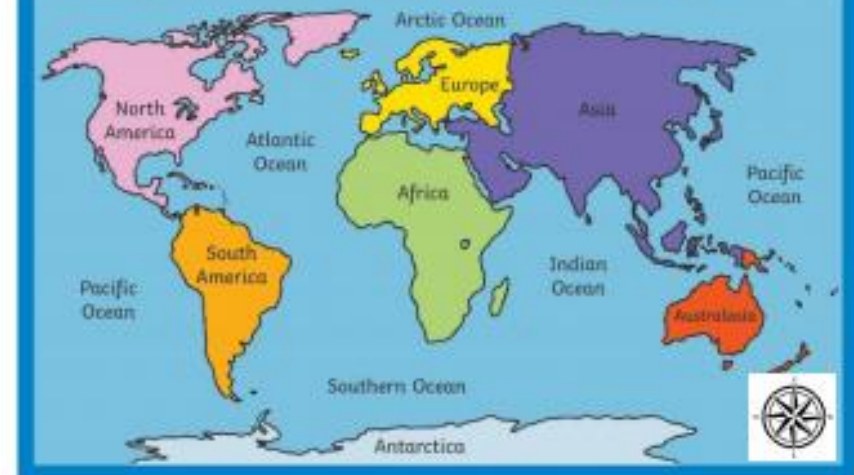 Arctic Ocean
Europe
Asia
North
America
Atlantic
Ocean
Pacific
Ocean
Africa
South
America
Indian
Ocean
Pacific
Ocean
Australasia
Southern Ocean
Antarctica